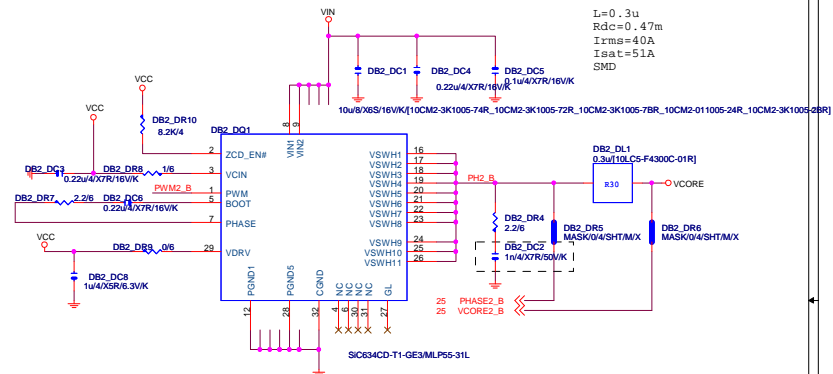 VIN
L=0.3u
Rdc=0.47m
Irms=40A
Isat=51A
SMD
DB2_DC1
DB2_DC4
0.22u/4/X7R/16V/K
DB2_DC5
0.1u/4/X7R/16V/K
10u/8/X6S/16V/K/[10CM2-3K1005-74R_10CM2-3K1005-72R_10CM2-3K1005-7BR_10CM2-011005-24R_10CM2-3K1005-2BR]
VCC
VCC
DB2_DR10
8.2K/4
DB2_DQ1
8
9
VIN1
VIN2
2
ZCD_EN#
3
VCIN
1
PWM
5
BOOT
7
PHASE
29
VDRV
DB2_DC3
0.22u/4/X7R/16V/K
DB2_DR8
1/6
PWM2_B
DB2_DR7
2.2/6
DB2_DC6
0.22u/4/X7R/16V/K
VCC
DB2_DR9
0/6
DB2_DC8
1u/4/X5R/6.3V/K
VSWH1
16
VSWH2
17
VSWH3
18
VSWH4
19
VSWH5
20
VSWH6
21
VSWH7
22
VSWH8
23
VSWH9
24
VSWH10
25
VSWH11
26
PGND1
PGND5
CGND
NC
NC
NC
NC
GL
12
28
32
4
6
30
31
27
SiC634CD-T1-GE3/MLP55-31L
PH2_B
DB2_DL1
0.3u/[10LC5-F4300C-01R]
R30
VCORE
DB2_DR4
2.2/6
DB2_DC2
1n/4/X7R/50V/K
DB2_DR5
MASK/0/4/SHT/M/X
DB2_DR6
MASK/0/4/SHT/M/X
25 PHASE2_B
25 VCORE2_B